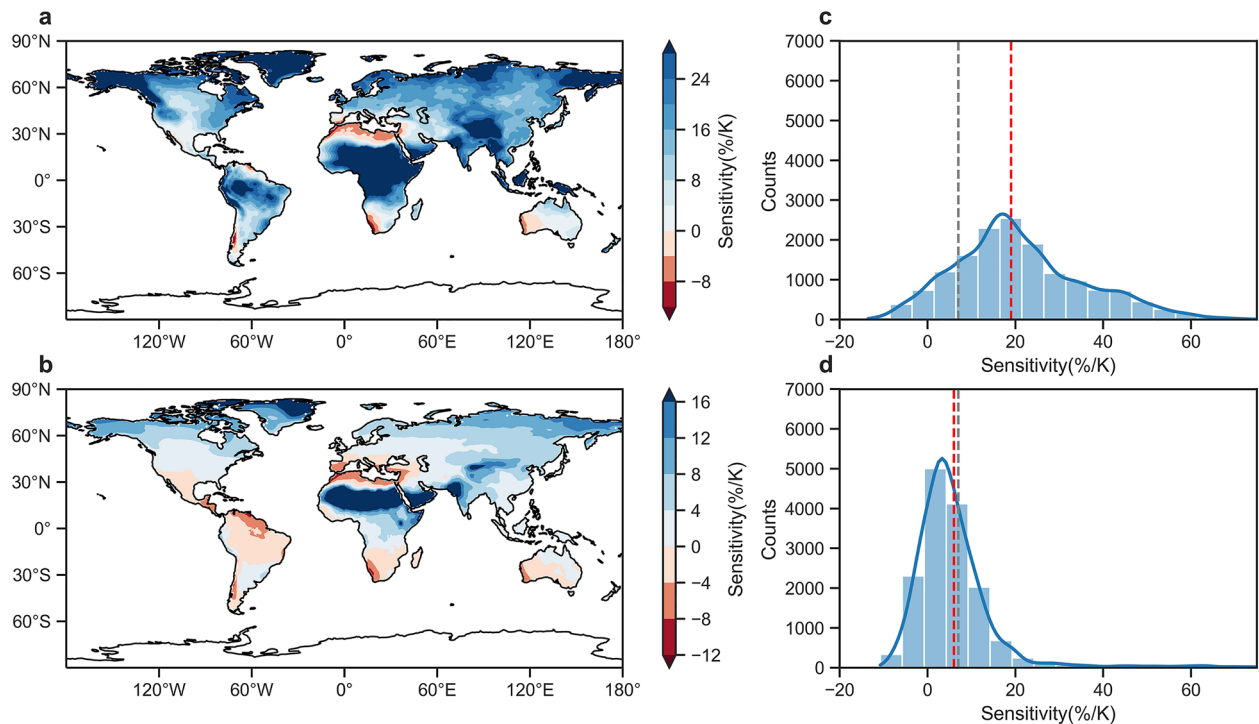 a
90°N
60°N
30°N
0°
30°S
60°S
120°W 60°W 0° 60°E 120°E 180°
24
16
8
0
−8
Sensitivity(%/K)
b
90°N
60°N
30°N
0°
30°S
60°S
120°W 60°W 0° 60°E 120°E 180°
16
12
8
4
0
−4
−8
−12
Sensitivity(%/K)
c
7000
6000
5000
4000
3000
2000
1000
0
Counts
−20 0 20 40 60
Sensitivity(%/K)
d
7000
6000
5000
4000
3000
2000
1000
0
Counts
−20 0 20 40 60
Sensitivity(%/K)